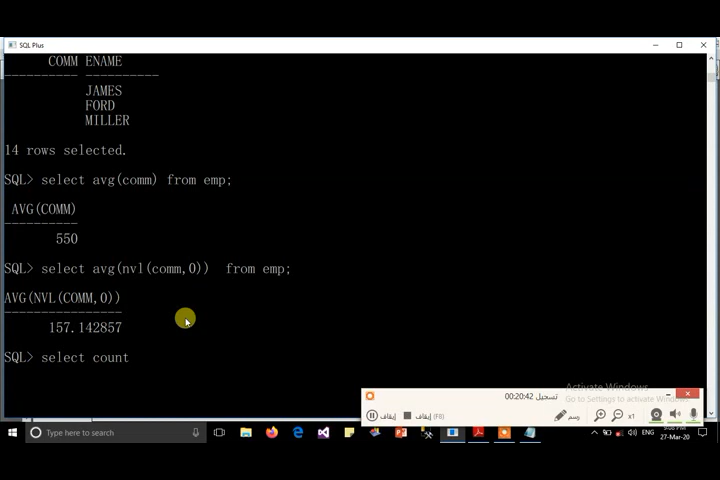 SQL Plus
COMM ENAME
---------- ----------
JAMES
FORD
MILLER
14 rows selected.
SQL> select avg(comm) from emp;
AVG(COMM)
----------
550
SQL> select avg(nvl(comm,0))  from emp;
AVG(NVL(COMM,0))
----------------
157.142857
SQL> select count
Activate Windows
Go to Settings to activate Windows.
تسجيل 00:20:42
إيقاف
إيقاف (F8)
رسم
x1
Type here to search
ENG
27-Mar-20